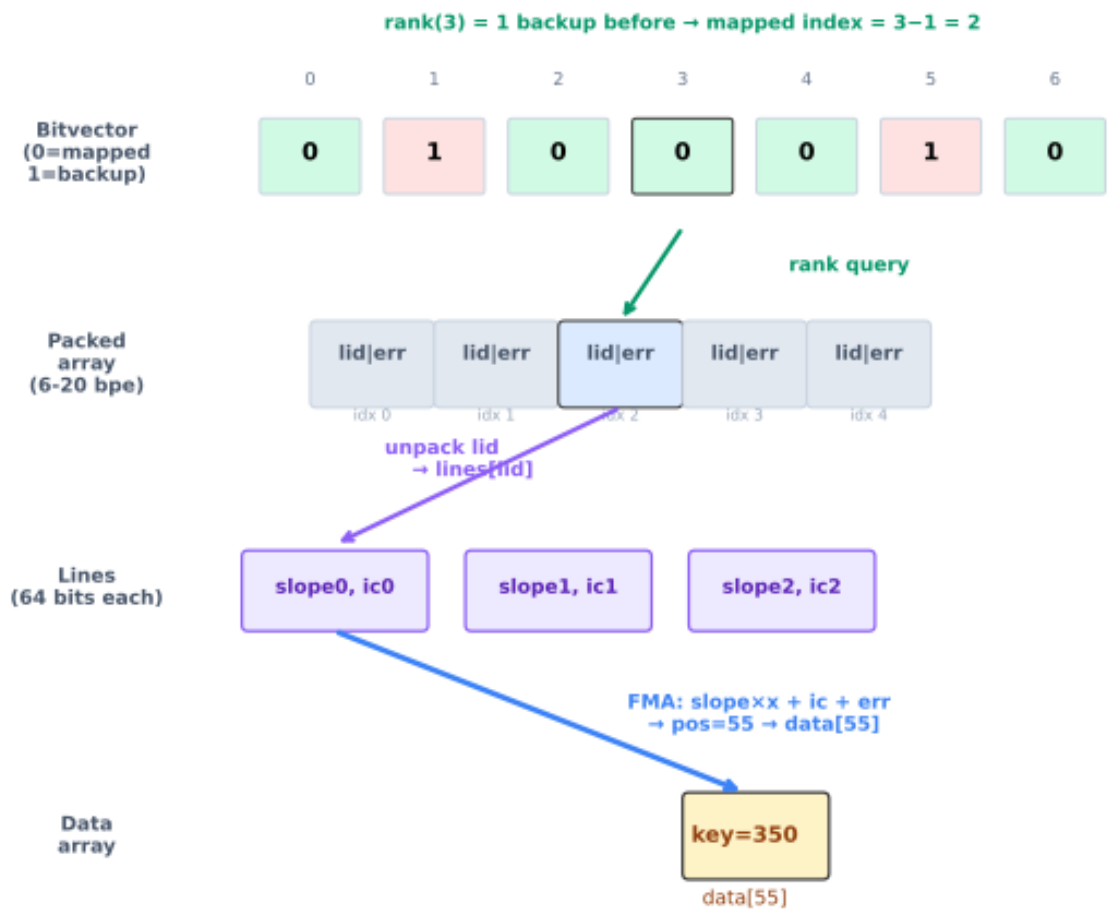 rank(3) = 1 backup before → mapped index = 3−1 = 2
0 1 2 3 4 5 6
Bitvector
(0=mapped
1=backup)
0 1 0 0 0 1 0
rank query
Packed
array
(6-20 bpe)
lid|err lid|err lid|err lid|err lid|err
idx 0 idx 1 idx 2 idx 3 idx 4
unpack lid
→ lines[lid]
Lines
(64 bits each)
slope0, ic0 slope1, ic1 slope2, ic2
FMA: slope×x + ic + err
→ pos=55 → data[55]
Data
array
key=350
data[55]